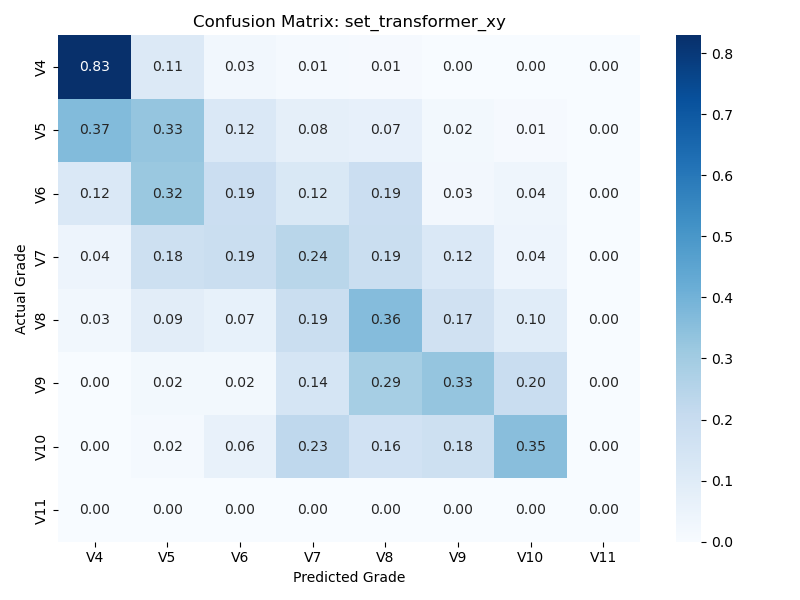 Confusion Matrix: set_transformer_xy
V4 0.83 0.11 0.03 0.01 0.01 0.00 0.00 0.00
V5 0.37 0.33 0.12 0.08 0.07 0.02 0.01 0.00
V6 0.12 0.32 0.19 0.12 0.19 0.03 0.04 0.00
V7 0.04 0.18 0.19 0.24 0.19 0.12 0.04 0.00
V8 0.03 0.09 0.07 0.19 0.36 0.17 0.10 0.00
V9 0.00 0.02 0.02 0.14 0.29 0.33 0.20 0.00
V10 0.00 0.02 0.06 0.23 0.16 0.18 0.35 0.00
V11 0.00 0.00 0.00 0.00 0.00 0.00 0.00 0.00
V4 V5 V6 V7 V8 V9 V10 V11
Predicted Grade
Actual Grade
0.8
0.7
0.6
0.5
0.4
0.3
0.2
0.1
0.0